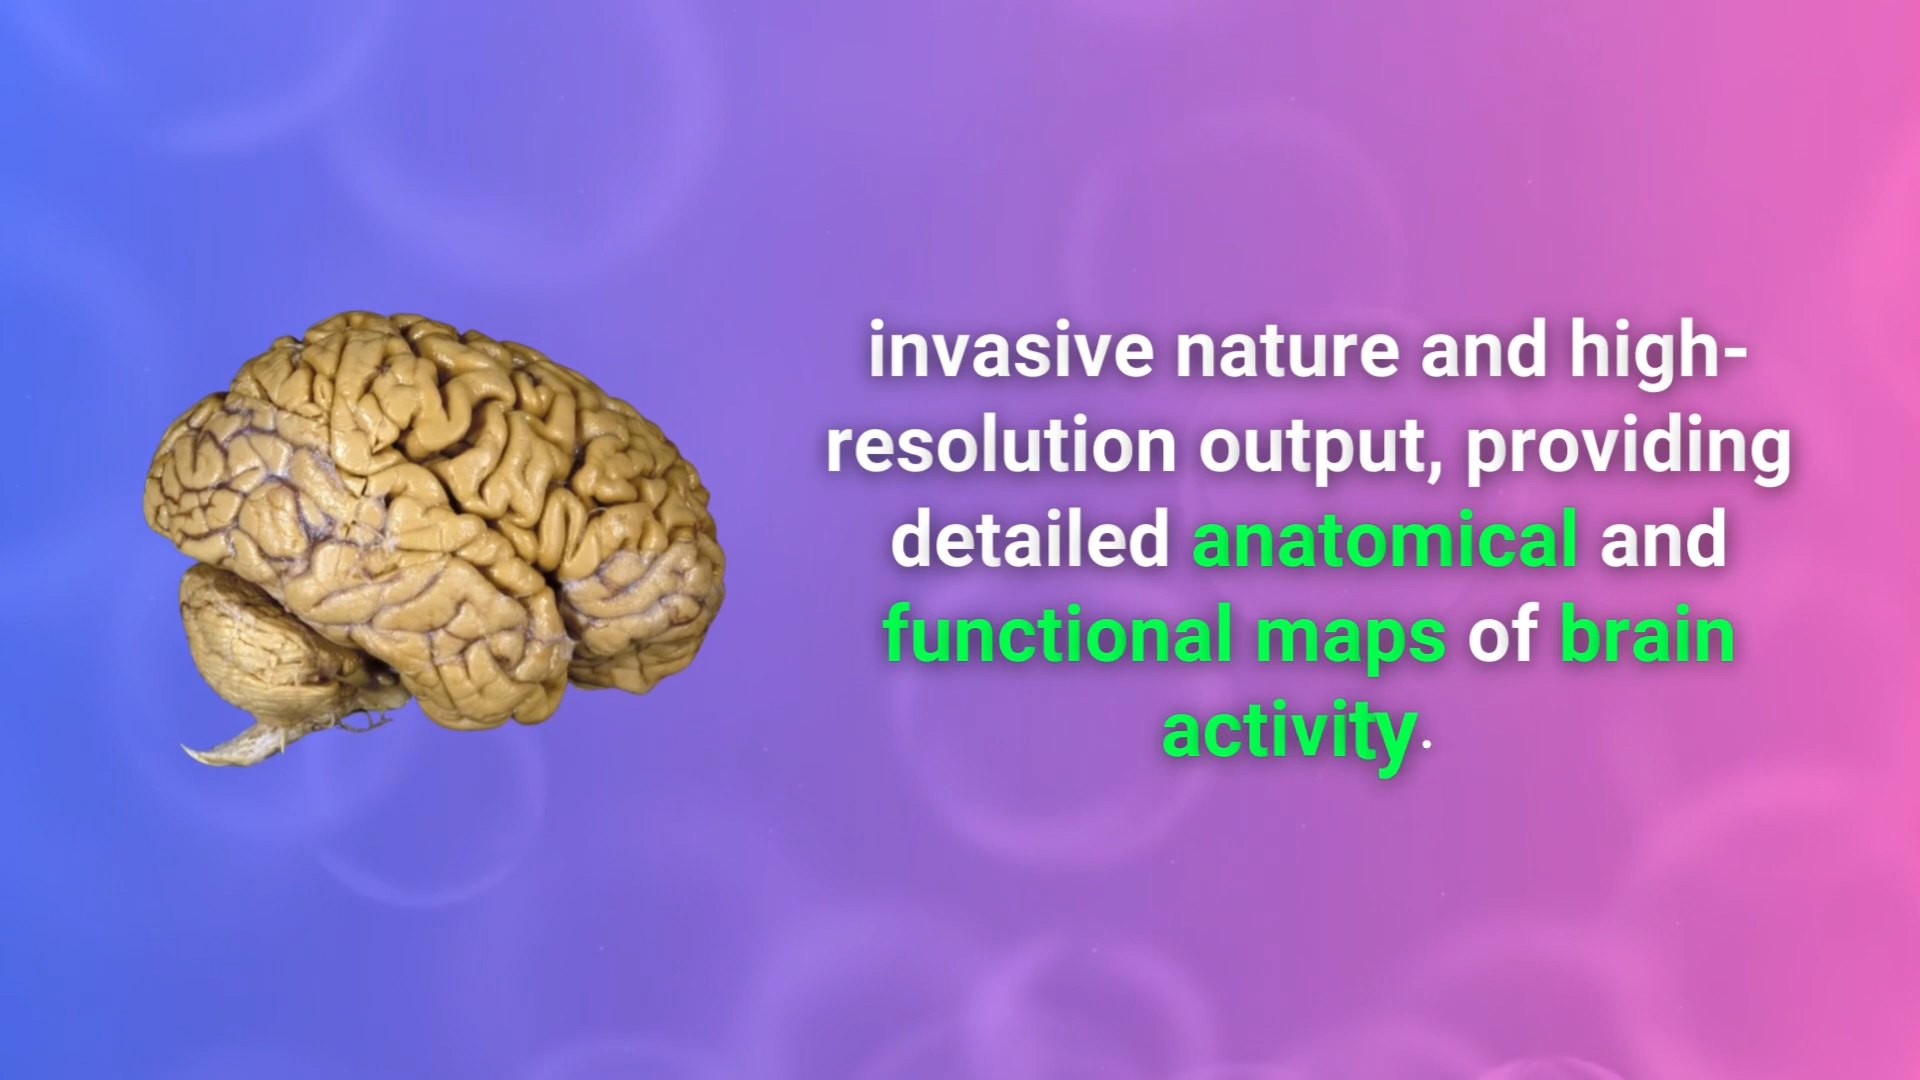 invasive nature and high-
resolution output, providing
detailed anatomical and
functional maps of brain
activity.